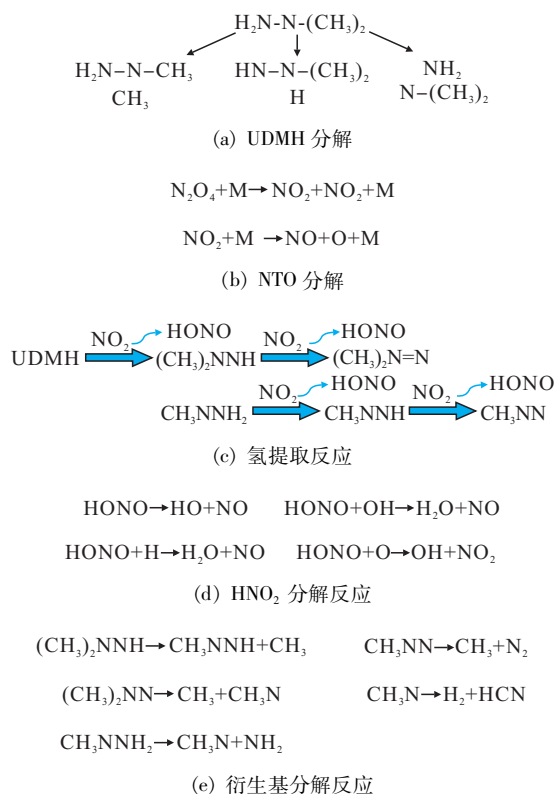 H₂N-N-(CH₃)₂
H₂N-N-CH₃ HN-N-(CH₃)₂ NH₂
CH₃ H N-(CH₃)₂
(a) UDMH 分解
N₂O₄+M→NO₂+NO₂+M
NO₂+M →NO+O+M
(b) NTO 分解
NO₂ HONO NO₂ HONO
UDMH (CH₃)₂NNH (CH₃)₂N=N
NO₂ HONO NO₂ HONO
CH₃NNH₂ CH₃NNH CH₃NN
(c) 氢提取反应
HONO→HO+NO HONO+OH→H₂O+NO
HONO+H→H₂O+NO HONO+O→OH+NO₂
(d) HNO₂ 分解反应
(CH₃)₂NNH→CH₃NNH+CH₃ CH₃NN→CH₃+N₂
(CH₃)₂NN→CH₃+CH₃N CH₃N→H₂+HCN
CH₃NNH₂→CH₃N+NH₂
(e) 衍生基分解反应